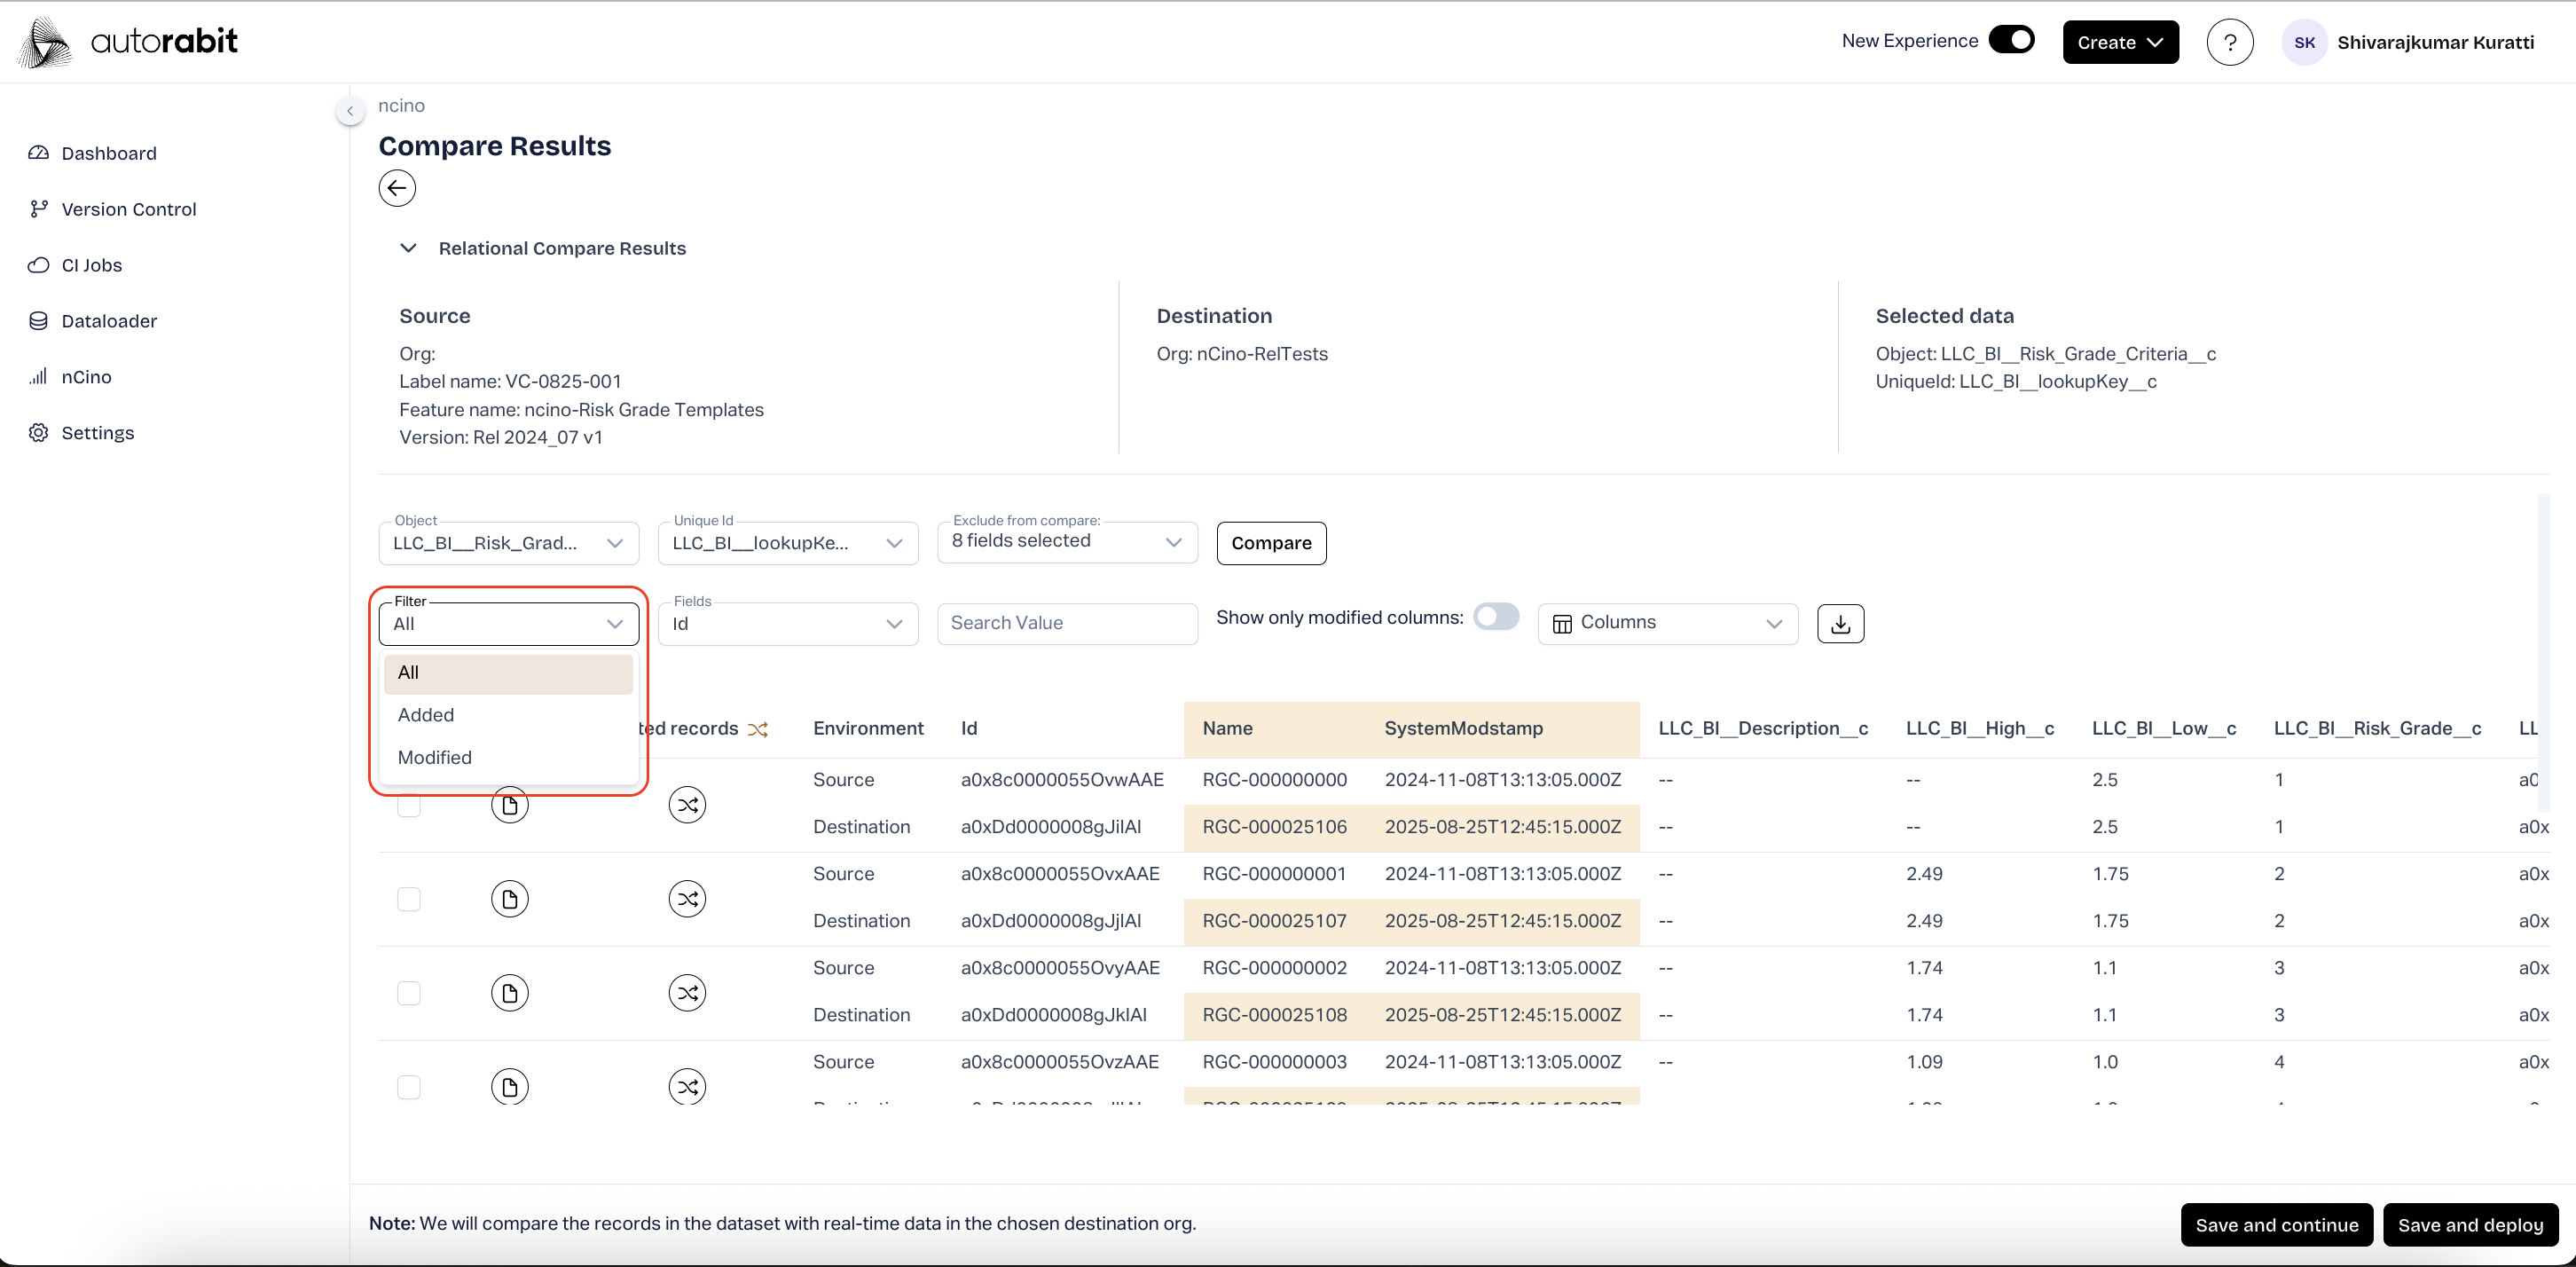 autorabit
New Experience
Create
?
SK
Shivarajkumar Kuratti
Dashboard
Version Control
CI Jobs
Dataloader
nCino
Settings
ncino
Compare Results
Relational Compare Results
Source
Org:
Label name: VC-0825-001
Feature name: ncino-Risk Grade Templates
Version: Rel 2024_07 v1
Destination
Org: nCino-RelTests
Selected data
Object: LLC_BI__Risk_Grade_Criteria__c
UniqueId: LLC_BI__lookupKey__c
Object
LLC_BI__Risk_Grad...
Unique Id
LLC_BI__lookupKe...
Exclude from compare:
8 fields selected
Compare
Filter
All
Fields
Id
Search Value
Show only modified columns:
Columns
All
Added
Modified
ted records Environment Id Name SystemModstamp LLC_BI__Description__c LLC_BI__High__c LLC_BI__Low__c LLC_BI__Risk_Grade__c LL
Source a0x8c0000055OvwAAE RGC-000000000 2024-11-08T13:13:05.000Z -- -- 2.5 1 a0
Destination a0xDd0000008gJiIAI RGC-000025106 2025-08-25T12:45:15.000Z -- -- 2.5 1 a0x
Source a0x8c0000055OvxAAE RGC-000000001 2024-11-08T13:13:05.000Z -- 2.49 1.75 2 a0x
Destination a0xDd0000008gJjIAI RGC-000025107 2025-08-25T12:45:15.000Z -- 2.49 1.75 2 a0x
Source a0x8c0000055OvyAAE RGC-000000002 2024-11-08T13:13:05.000Z -- 1.74 1.1 3 a0x
Destination a0xDd0000008gJkIAI RGC-000025108 2025-08-25T12:45:15.000Z -- 1.74 1.1 3 a0x
Source a0x8c0000055OvzAAE RGC-000000003 2024-11-08T13:13:05.000Z -- 1.09 1.0 4 a0x
Note: We will compare the records in the dataset with real-time data in the chosen destination org.
Save and continue
Save and deploy